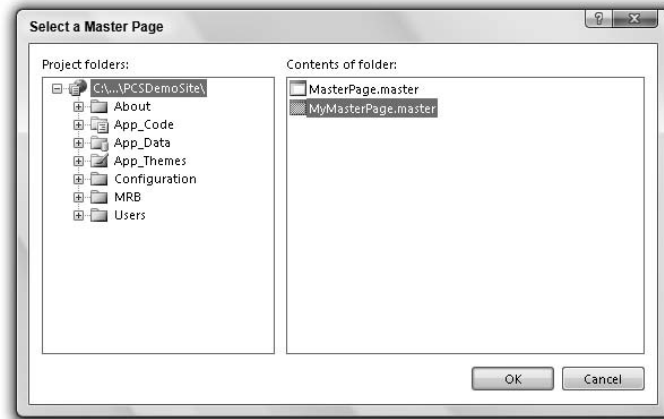 Select a Master Page
Project folders:
C:\...\PCSDemoSite\
About
App_Code
App_Data
App_Themes
Configuration
MRB
Users
Contents of folder:
MasterPage.master
MyMasterPage.master
OK
Cancel